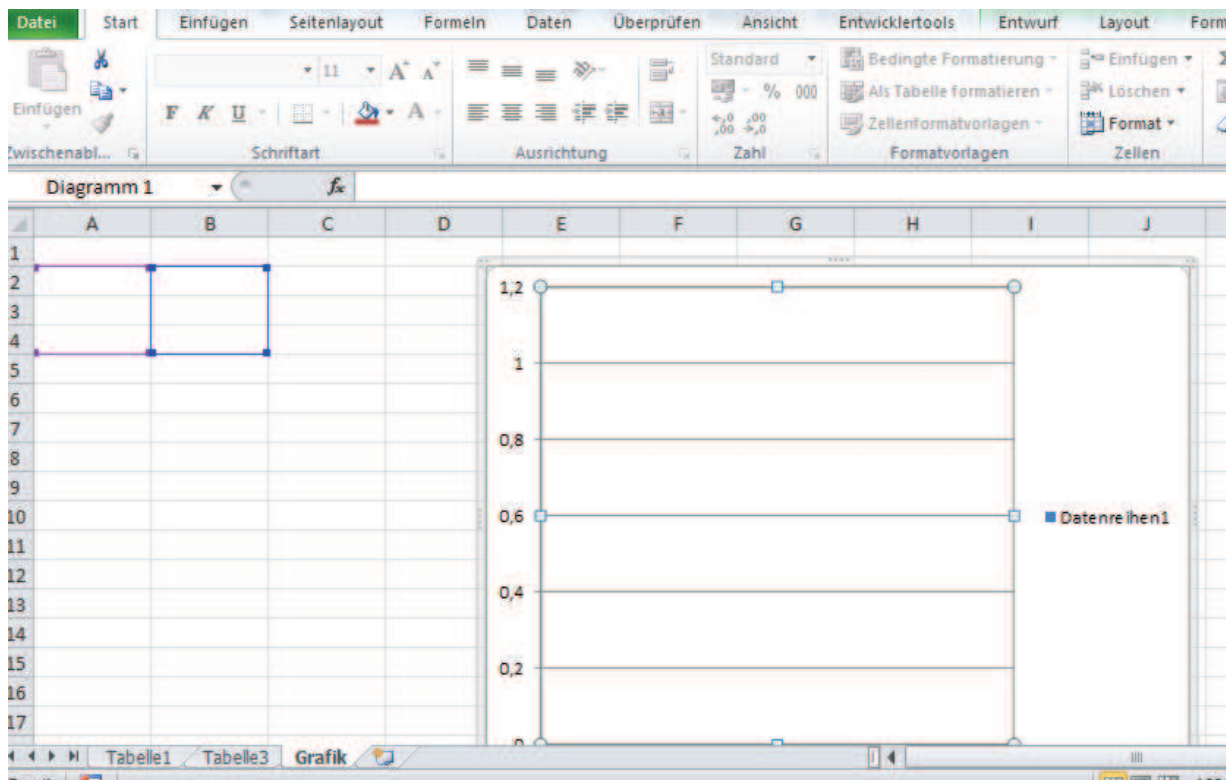 Datei Start Einfügen Seitenlayout Formeln Daten Überprüfen Ansicht Entwicklertools Entwurf Layout
11 A A Standard Bedingte Formatierung Einfügen
Einfügen % 000 Als Tabelle formatieren Löschen
F K U ,00 Zellenformatvorlagen Format
Schriftart Ausrichtung Zahl Formatvorlagen Zellen
Diagramm 1 fx
A B C D E F G H I J
1
2 1,2
3
4
5 1
6
7
8 0,8
9
10 0,6 Datenreihen1
11
12
13 0,4
14
15 0,2
16
17
0
Tabelle1 Tabelle3 Grafik